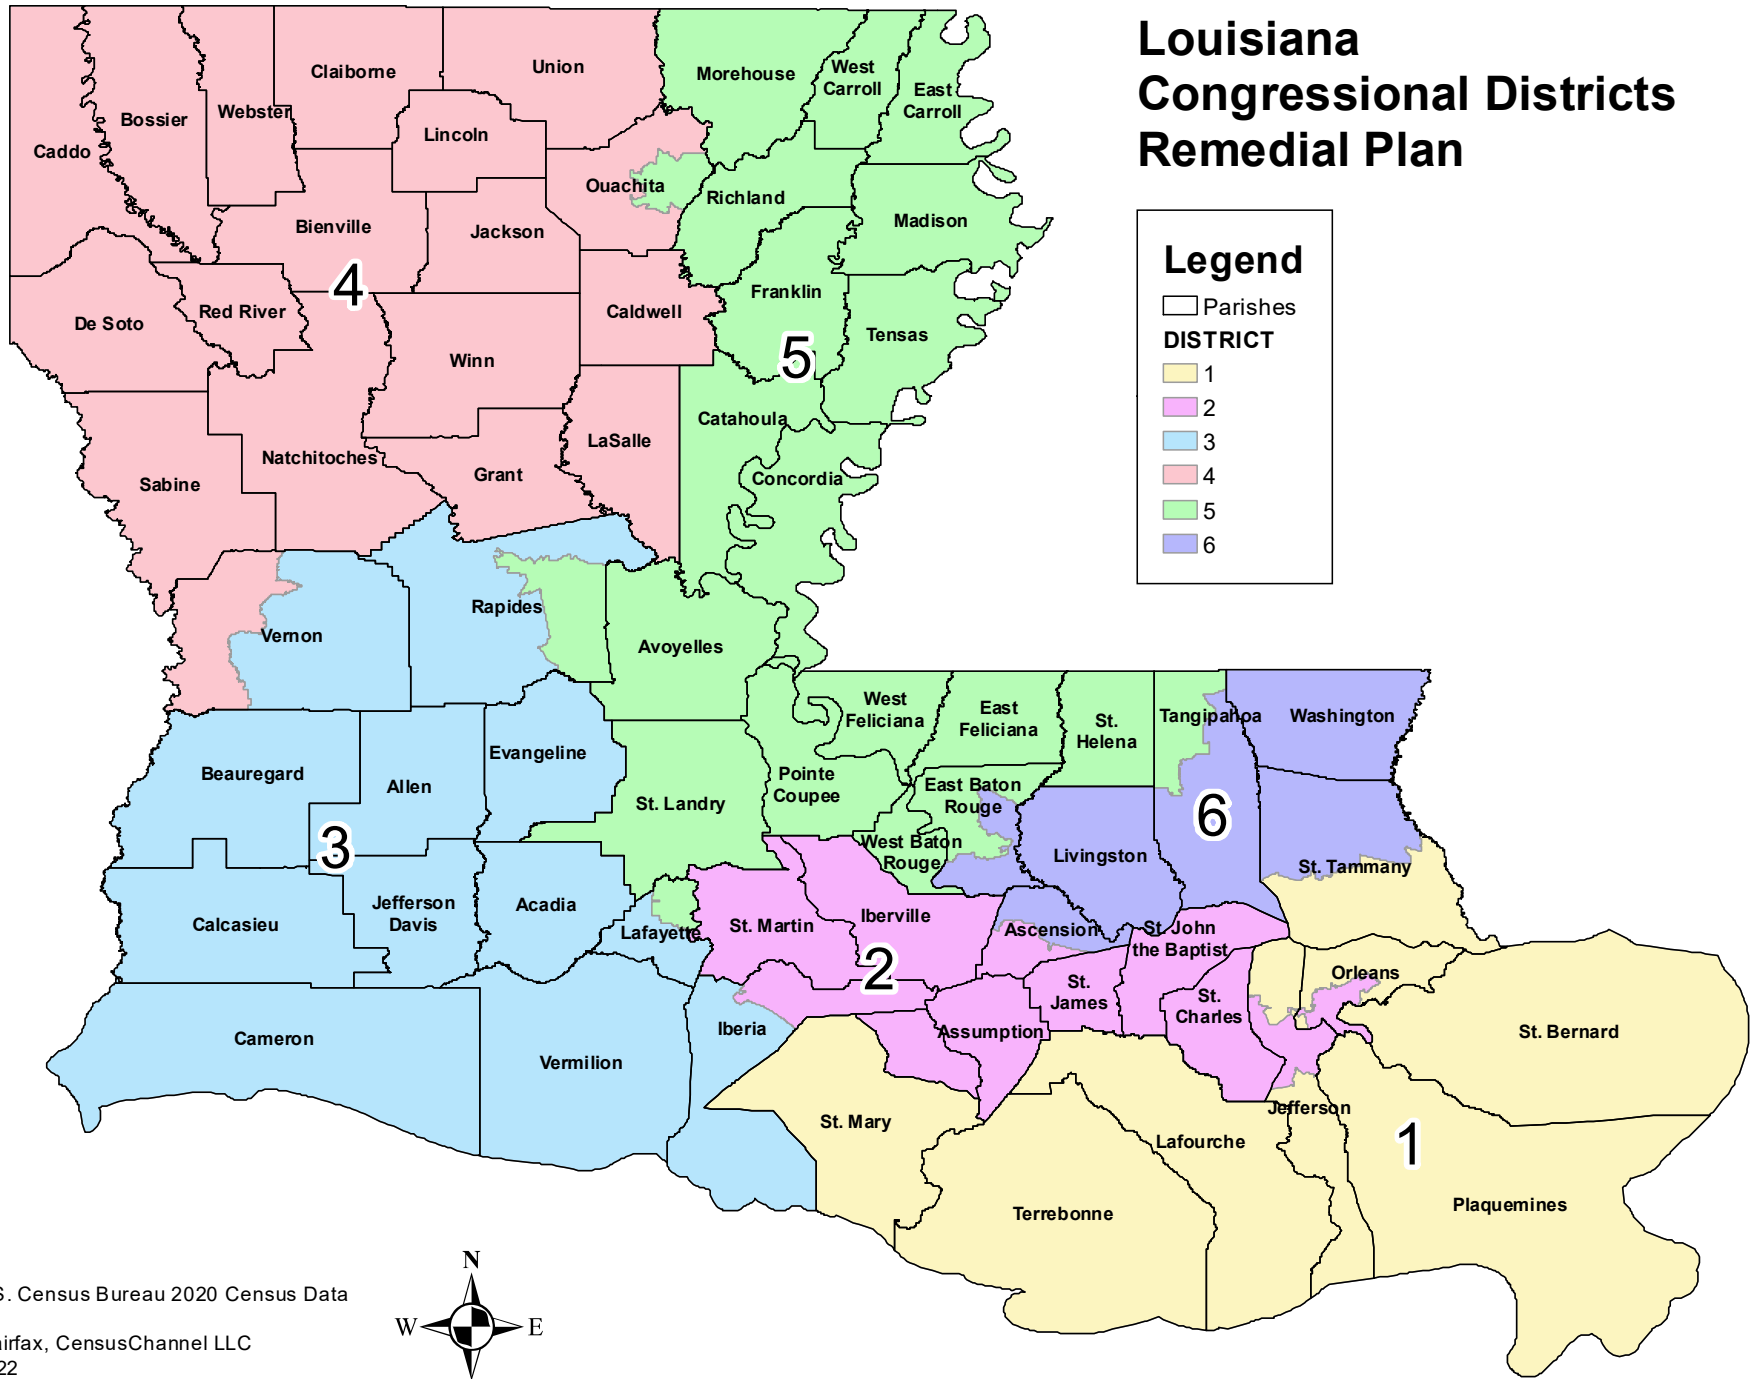 Louisiana
Congressional Districts
Remedial Plan
Legend
Parishes
DISTRICT
1
2
3
4
5
6
Claiborne
Union
Morehouse
West
Carroll
East
Carroll
Bossier
Webster
Lincoln
Caddo
Ouachita
Richland
Madison
Bienville
Jackson
4
De Soto
Red River
Caldwell
Franklin
Tensas
Winn
5
Catahoula
LaSalle
Natchitoches
Grant
Concordia
Sabine
Rapides
Vernon
Avoyelles
West
Feliciana
East
Feliciana
St.
Helena
Tangipahoa
Washington
Beauregard
Allen
Evangeline
St. Landry
Pointe
Coupee
East Baton
Rouge
6
3
West Baton
Rouge
Livingston
St. Tammany
Calcasieu
Jefferson
Davis
Acadia
Lafayette
St. Martin
Iberville
Ascension
St. John
the Baptist
2
Orleans
St.
James
St.
Charles
Cameron
Vermilion
Iberia
Assumption
St. Bernard
St. Mary
Jefferson
Lafourche
1
Terrebonne
Plaquemines
N
W
E
S. Census Bureau 2020 Census Data
airfax, CensusChannel LLC
22